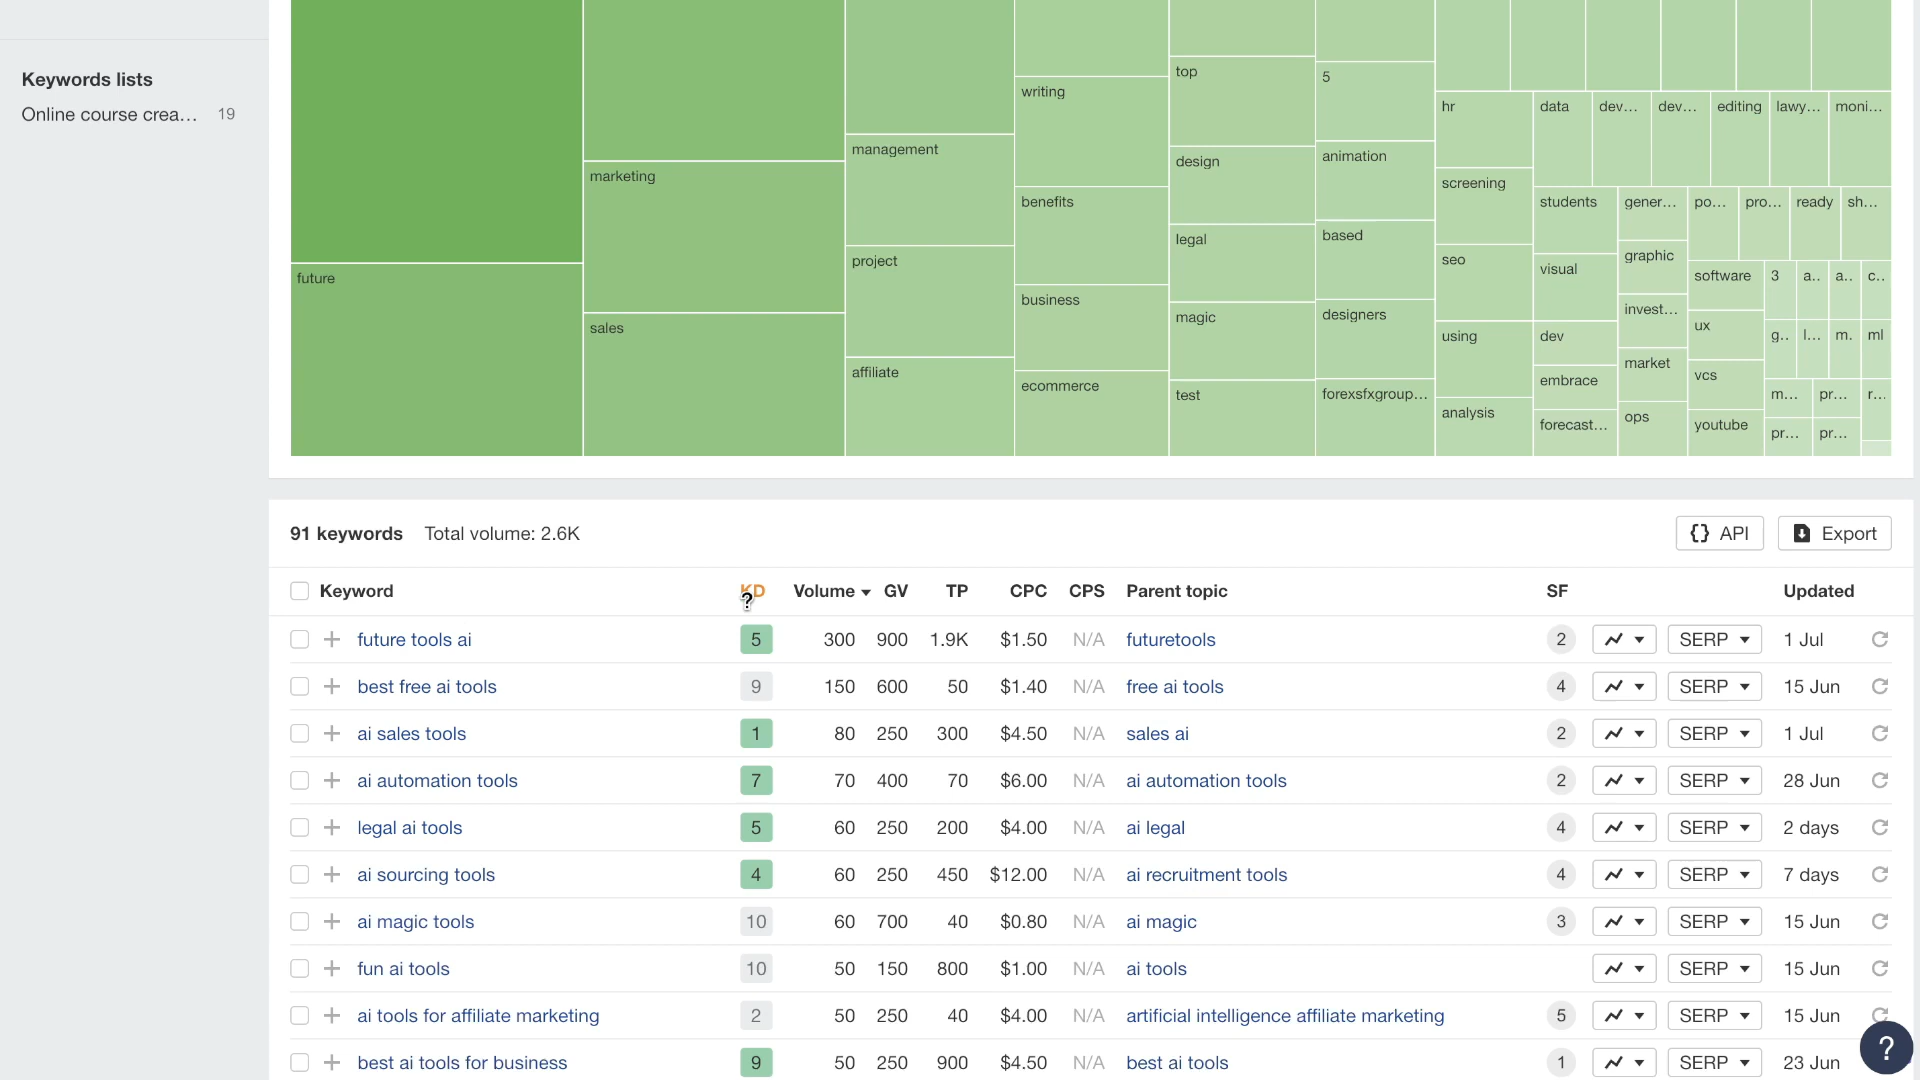 Keywords lists
Online course crea... 19
future
marketing
sales
management
project
affiliate
writing
benefits
business
ecommerce
top
design
legal
magic
test
5
animation
based
designers
forexsfxgroup...
hr
screening
seo
using
analysis
data
dev...
dev...
editing
lawy...
moni...
students
visual
dev
embrace
forecast...
gener...
graphic
invest...
market
ops
po...
pro...
ready
sh...
software
ux
vcs
youtube
3
a..
a..
c..
g..
l...
m.
ml
m...
pr...
r...
pr...
pr...
91 keywords Total volume: 2.6K {} API Export
Keyword KD Volume GV TP CPC CPS Parent topic SF Updated
future tools ai 5 300 900 1.9K $1.50 N/A futuretools 2 SERP 1 Jul
best free ai tools 9 150 600 50 $1.40 N/A free ai tools 4 SERP 15 Jun
ai sales tools 1 80 250 300 $4.50 N/A sales ai 2 SERP 1 Jul
ai automation tools 7 70 400 70 $6.00 N/A ai automation tools 2 SERP 28 Jun
legal ai tools 5 60 250 200 $4.00 N/A ai legal 4 SERP 2 days
ai sourcing tools 4 60 250 450 $12.00 N/A ai recruitment tools 4 SERP 7 days
ai magic tools 10 60 700 40 $0.80 N/A ai magic 3 SERP 15 Jun
fun ai tools 10 50 150 800 $1.00 N/A ai tools SERP 15 Jun
ai tools for affiliate marketing 2 50 250 40 $4.00 N/A artificial intelligence affiliate marketing 5 SERP 15 Jun
best ai tools for business 9 50 250 900 $4.50 N/A best ai tools 1 SERP 23 Jun
?